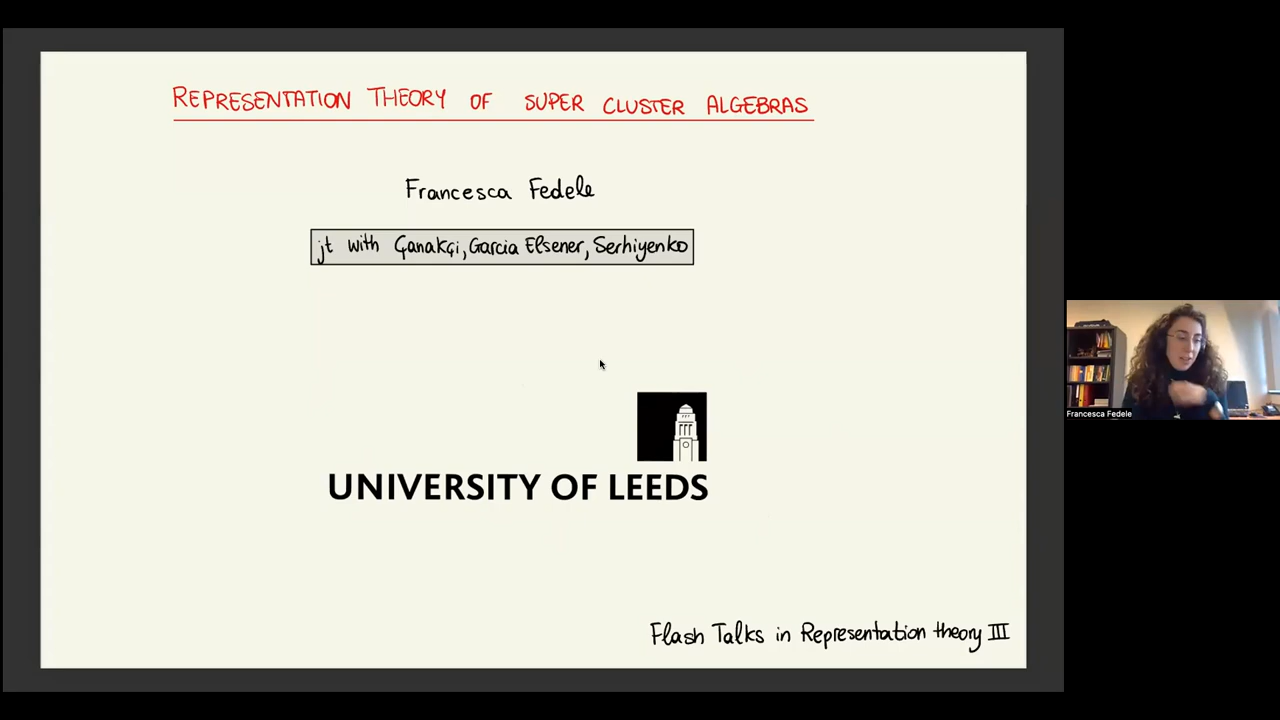 REPRESENTATION THEORY OF SUPER CLUSTER ALGEBRAS
Francesca Fedele
jt with Çanakçi, Garcia Elsener, Serhiyenko
UNIVERSITY OF LEEDS
Flash Talks in Representation theory III
Francesca Fedele